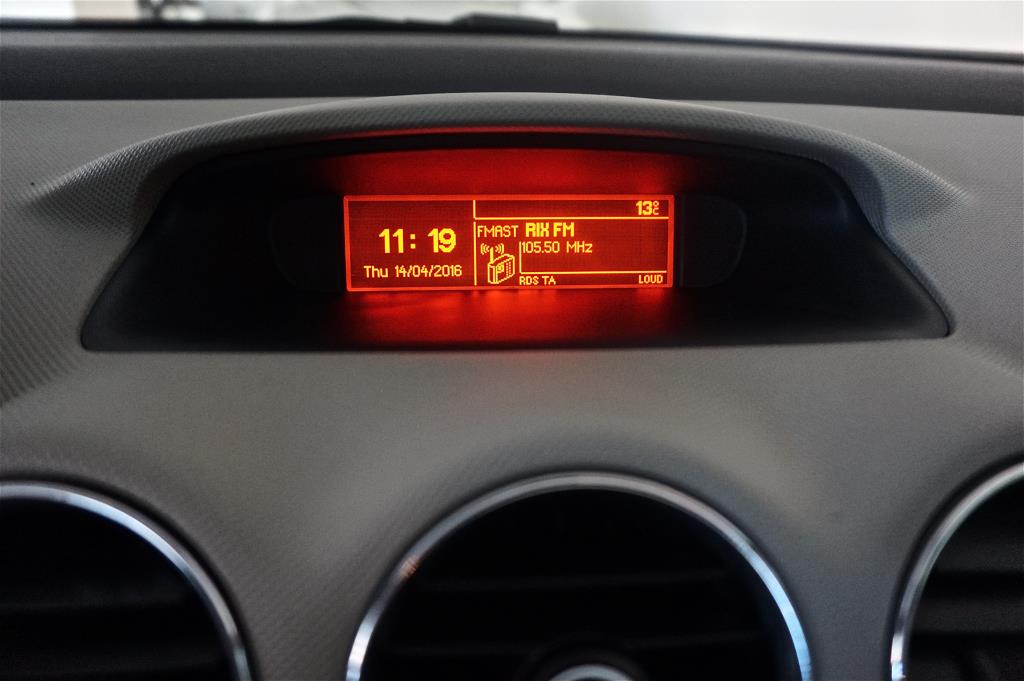 13°C
11:19
Thu 14/04/2016
FMAST RIX FM
105.50 MHz
RDS TA LOUD